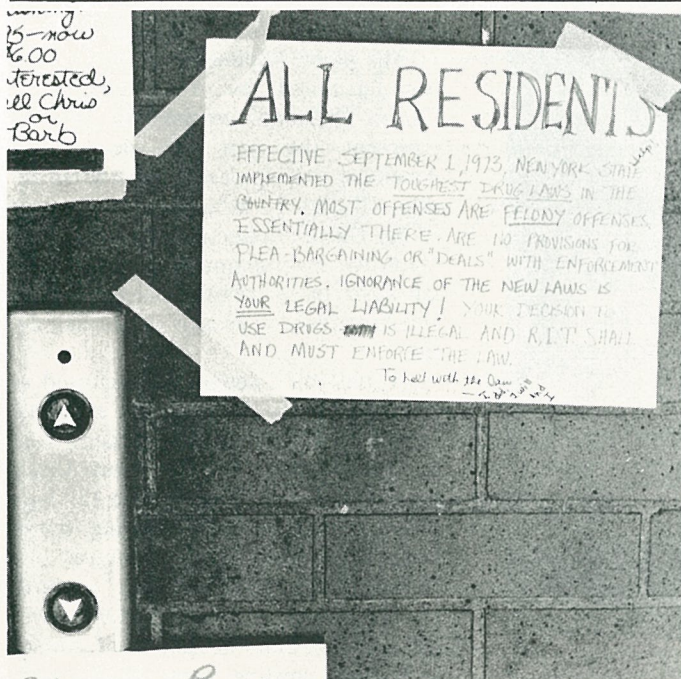 5-now
6.00
terested,
ll Chris
or
Barb
ALL RESIDENTS
EFFECTIVE SEPTEMBER 1, 1973, NEW YORK STATE
IMPLEMENTED THE TOUGHEST DRUG LAWS IN THE
COUNTRY. MOST OFFENSES ARE FELONY OFFENSES.
ESSENTIALLY THERE ARE NO PROVISIONS FOR
PLEA-BARGAINING OR "DEALS" WITH ENFORCEMENT
AUTHORITIES. IGNORANCE OF THE NEW LAWS IS
YOUR LEGAL LIABILITY! YOUR DECISION TO
USE DRUGS IS ILLEGAL AND R.I.T. SHALL
AND MUST ENFORCE THE LAW.
To hell with the law